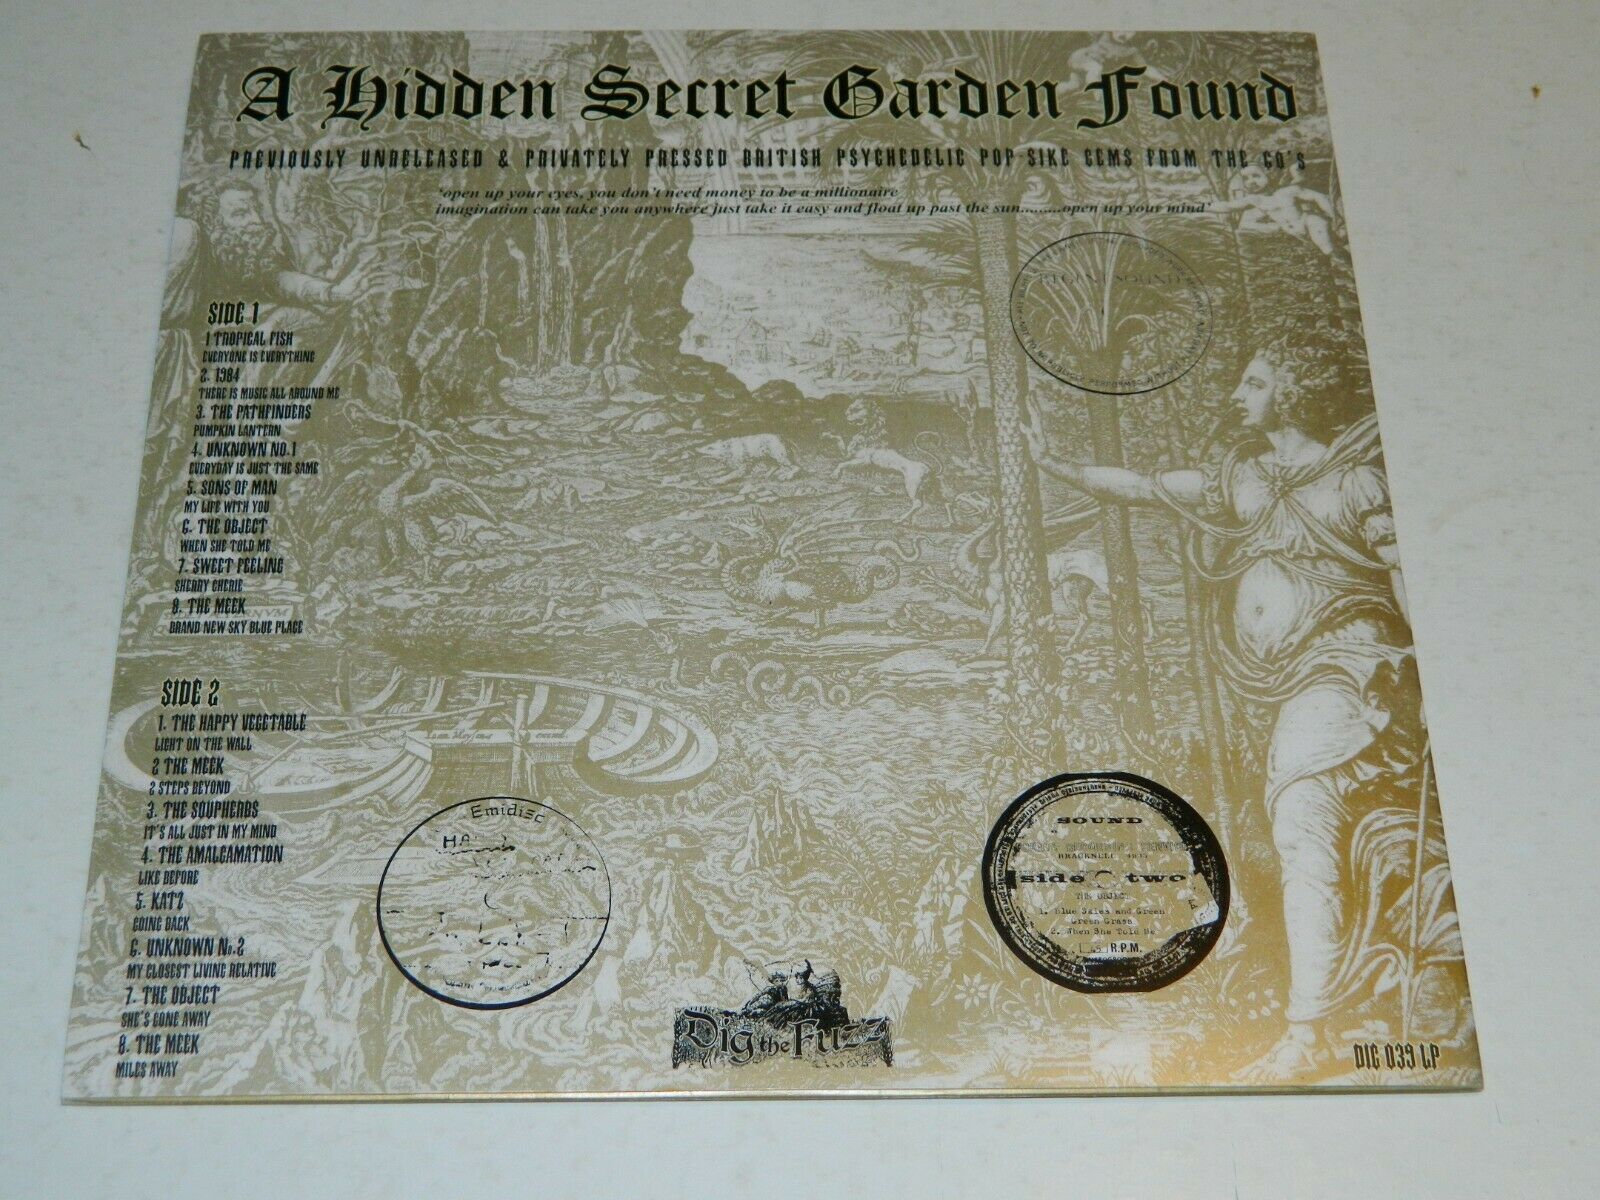 A Hidden Secret Garden Found
PREVIOUSLY UNRELEASED & PRIVATELY PRESSED BRITISH PSYCHEDELIC POP-SIKE GEMS FROM THE 60'S
'open up your eyes, you don't need money to be a millionaire
imagination can take you anywhere just take it easy and float up past the sun.........open up your mind'
SIDE 1
1 TROPICAL FISH
EVERYONE IS EVERYTHING
2. 1984
THERE IS MUSIC ALL AROUND ME
3. THE PATHFINDERS
PUMPKIN LANTERN
4. UNKNOWN NO.1
EVERYDAY IS JUST THE SAME
5. SONS OF MAN
MY LIFE WITH YOU
6. THE OBJECT
WHEN SHE TOLD ME
7. SWEET FEELING
SHERRY CHERIE
8. THE MEEK
BRAND NEW SKY BLUE PLACE
SIDE 2
1. THE HAPPY VEGETABLE
LIGHT ON THE WALL
2 THE MEEK
2 STEPS BEYOND
3. THE SOUPHERBS
IT'S ALL JUST IN MY MIND
4. THE AMALGAMATION
LIKE BEFORE
5. KATZ
GOING BACK
6. UNKNOWN No.2
MY CLOSEST LIVING RELATIVE
7. THE OBJECT
SHE'S GONE AWAY
8. THE MEEK
MILES AWAY
SOUND
Emidisc
SOUND
BRACKNELL
side two
THE OBJECT
1. Blue Skies and Green
Green Grass
2. When She Told Me
45 R.P.M.
Dig the Fuzz
DIG 039 LP